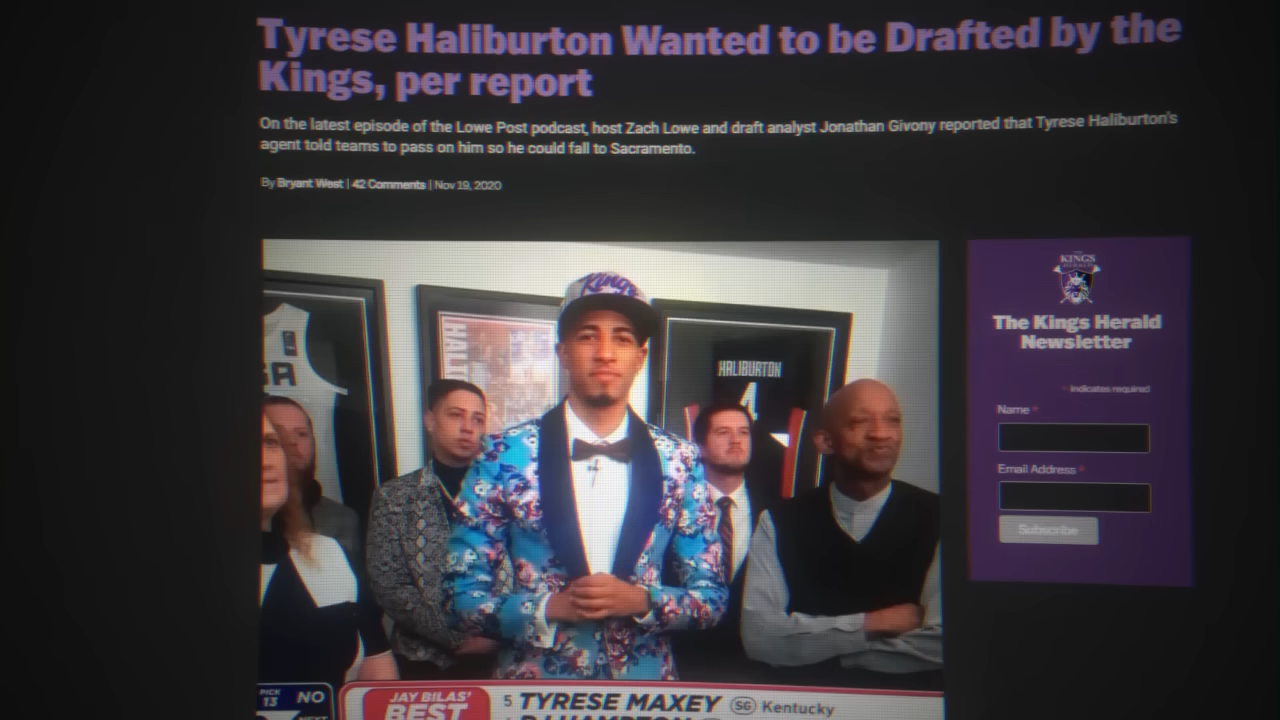 Tyrese Haliburton Wanted to be Drafted by the
Kings, per report
On the latest episode of the Lowe Post podcast, host Zach Lowe and draft analyst Jonathan Givony reported that Tyrese Haliburton's
agent told teams to pass on him so he could fall to Sacramento.
By Bryant West | 42 Comments | Nov 19, 2020
Kings
HALI
HALIBURTON
4
KINGS
HERALD
The Kings Herald
Newsletter
* indicates required
Name *
Email Address *
Subscribe
PICK
13
NO
JAY BILAS'
BEST
5 TYRESE MAXEY SG Kentucky